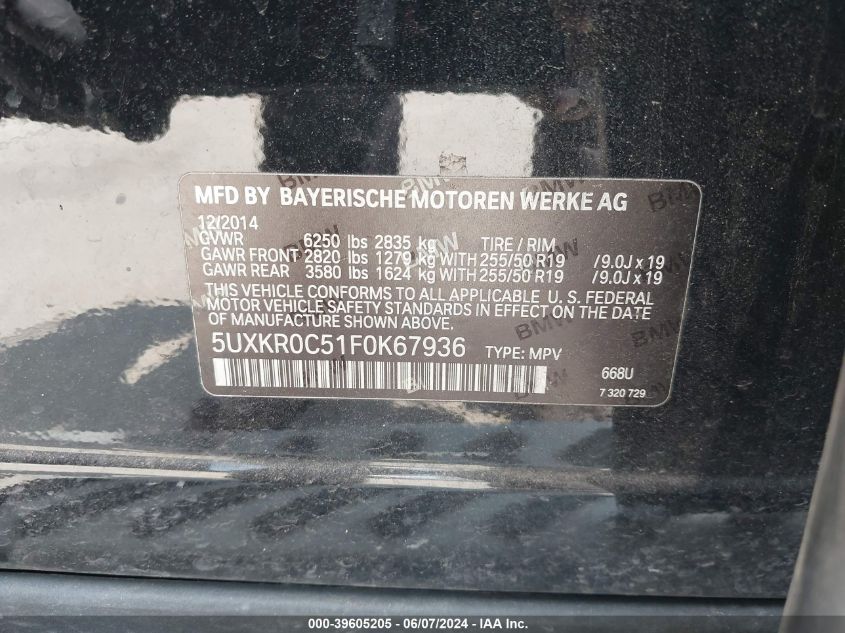 MFD BY BAYERISCHE MOTOREN WERKE AG
12/2014
GVWR 6250 lbs 2835 kg TIRE / RIM
GAWR FRONT 2820 lbs 1279 kg WITH 255/50 R19 /9.0J x 19
GAWR REAR 3580 lbs 1624 kg WITH 255/50 R19 /9.0J x 19
THIS VEHICLE CONFORMS TO ALL APPLICABLE U. S. FEDERAL
MOTOR VEHICLE SAFETY STANDARDS IN EFFECT ON THE DATE
OF MANUFACTURE SHOWN ABOVE.
5UXKR0C51F0K67936 TYPE: MPV
668U
7 320 729
000-39605205 - 06/07/2024 - IAA Inc.